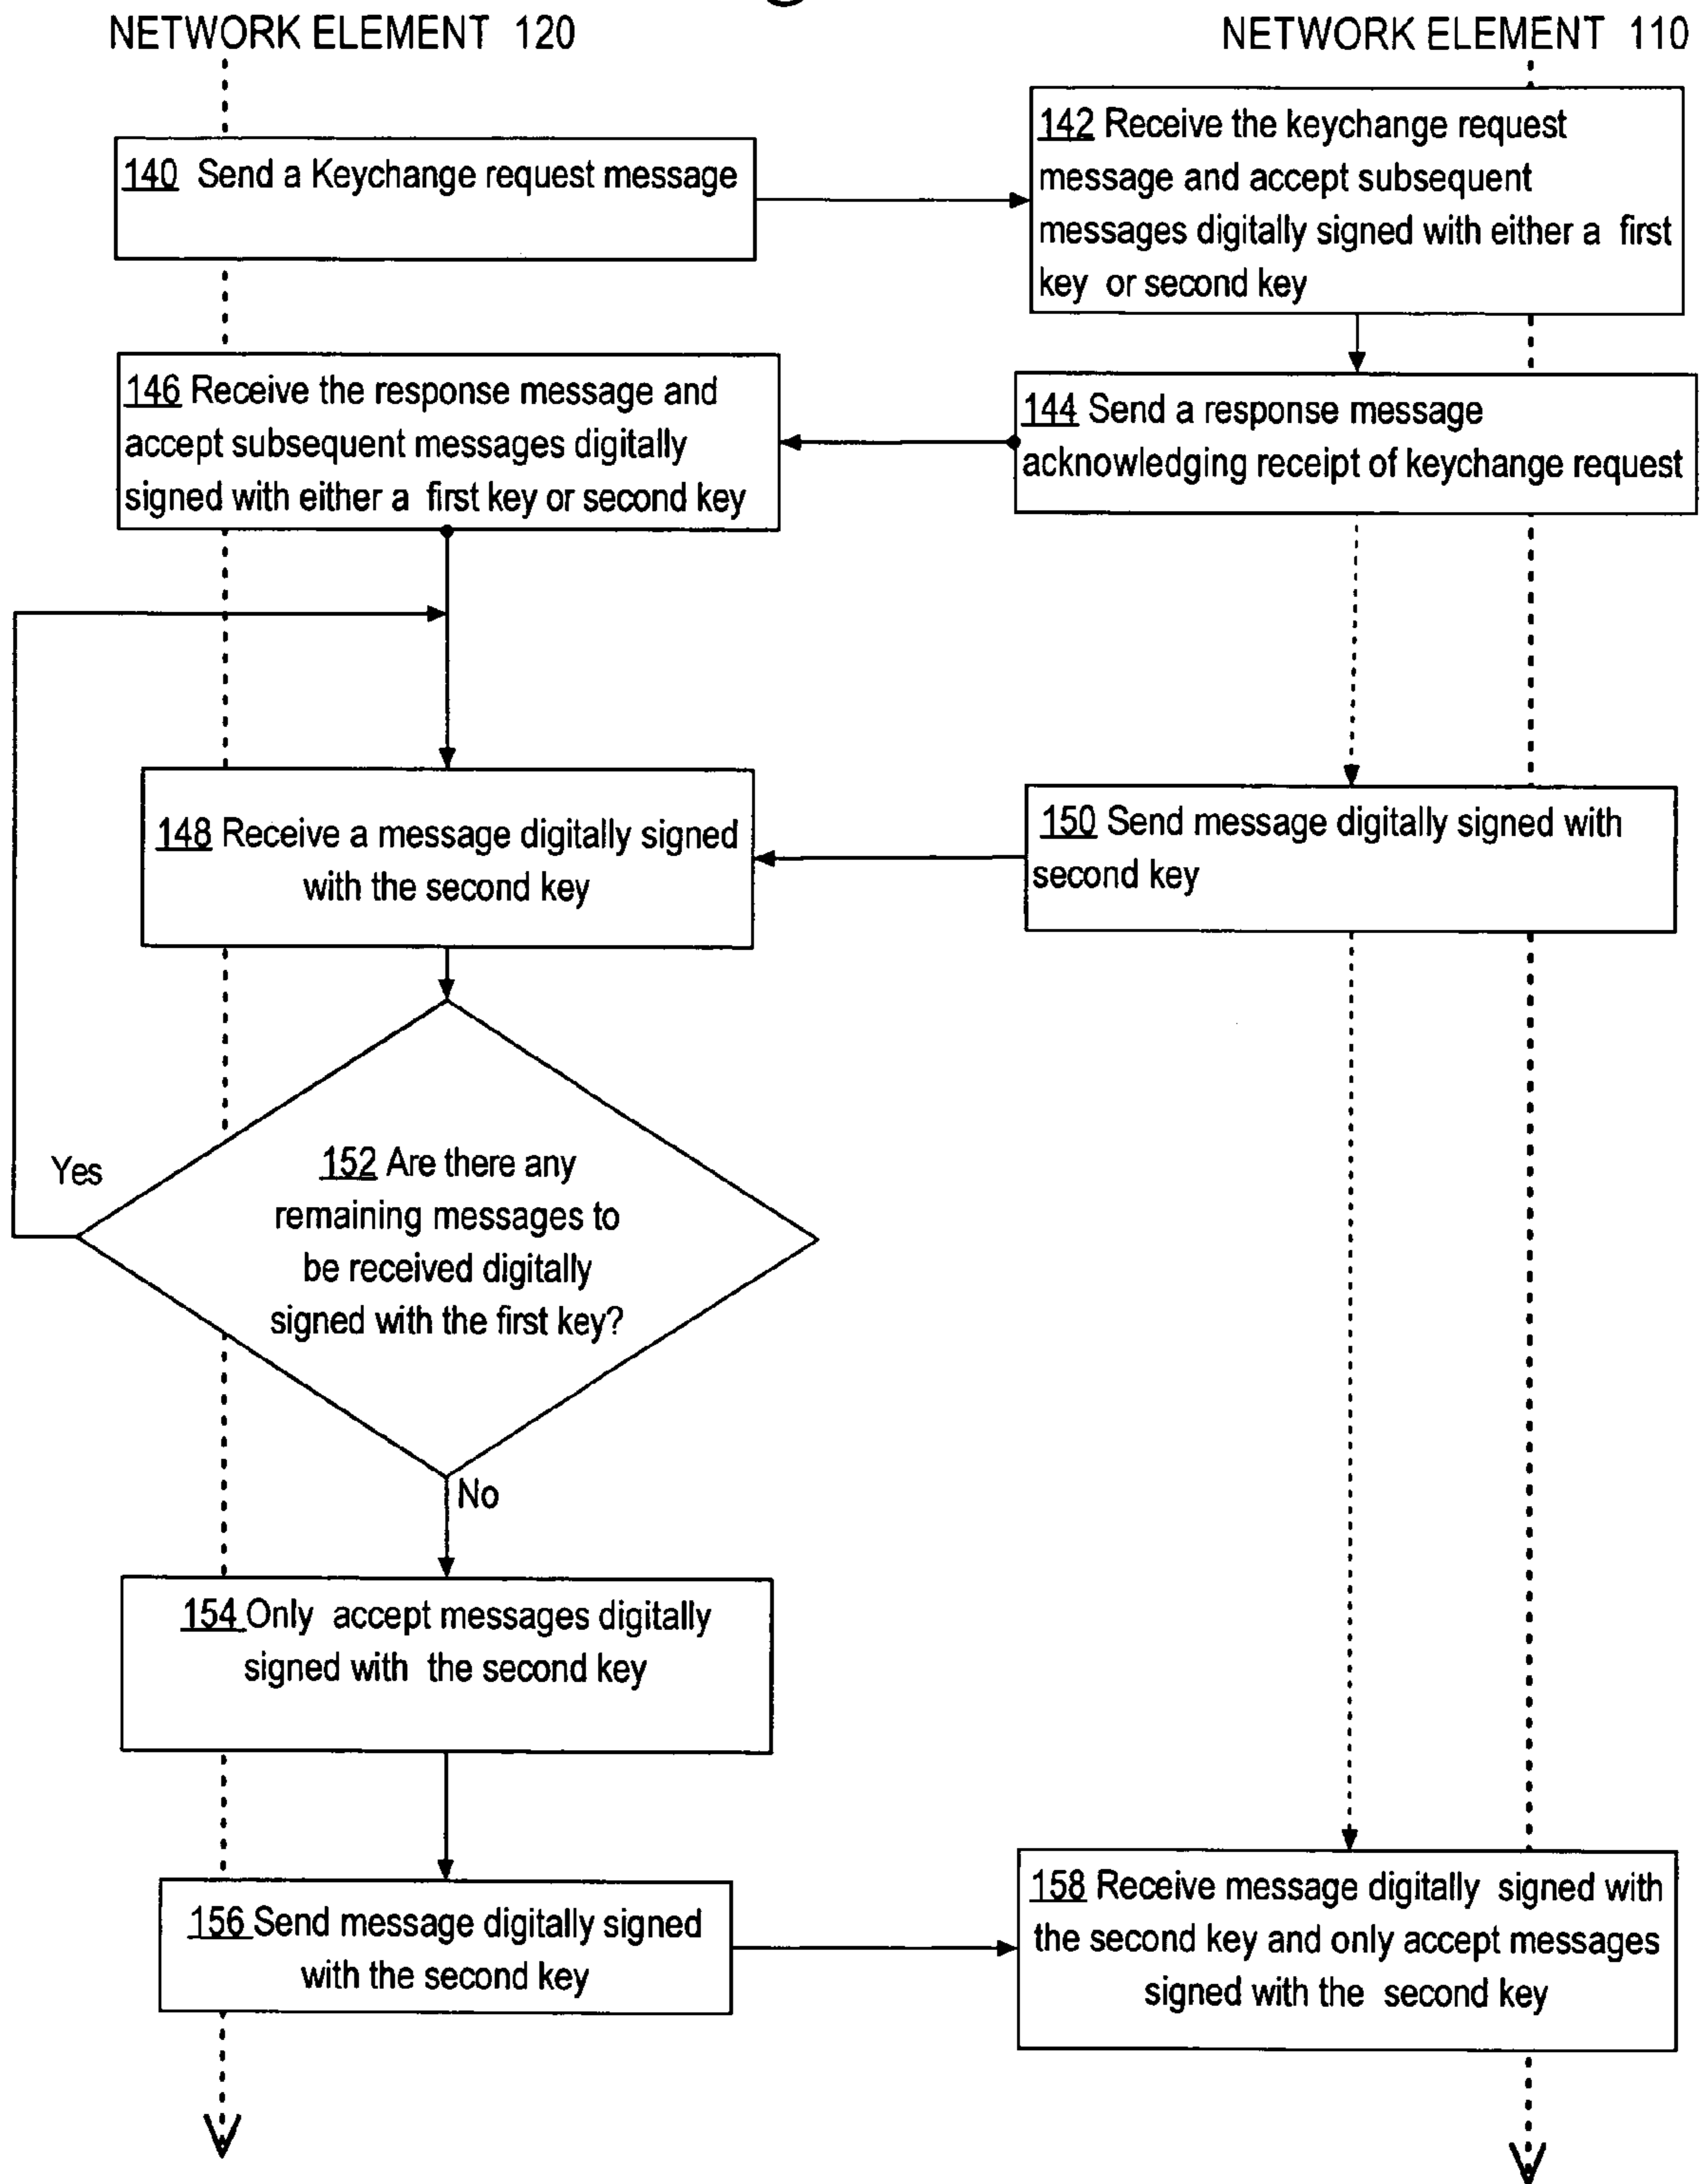 NETWORK ELEMENT 120
NETWORK ELEMENT 110
140 Send a Keychange request message
142 Receive the keychange request
message and accept subsequent
messages digitally signed with either a first
key or second key
146 Receive the response message and
accept subsequent messages digitally
signed with either a first key or second key
144 Send a response message
acknowledging receipt of keychange request
148 Receive a message digitally signed
with the second key
150 Send message digitally signed with
second key
Yes
152 Are there any
remaining messages to
be received digitally
signed with the first key?
No
154 Only accept messages digitally
signed with the second key
156 Send message digitally signed
with the second key
158 Receive message digitally signed with
the second key and only accept messages
signed with the second key